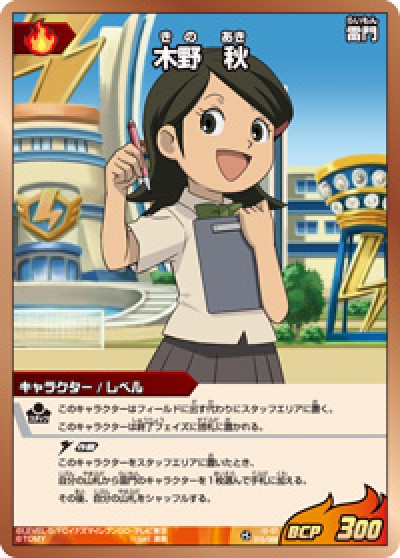 らいもん
雷門
きの あき
木野 秋
キャラクター / レベル
このキャラクターはフィールドに出す代わりにスタッフエリアに置く。
このキャラクターは終了フェイズに捨札に置かれる。
このキャラクターをスタッフエリアに置いたとき、
自分の山札から雷門のキャラクターを1枚選んで手札に加える。
その後、自分の山札をシャッフルする。
©TOMY
BCP 300